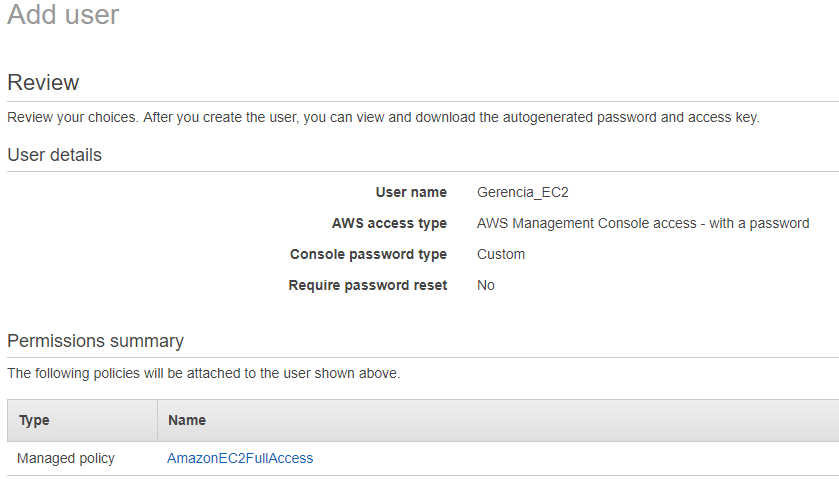 Add user
Review
Review your choices. After you create the user, you can view and download the autogenerated password and access key.
User details
User name Gerencia_EC2
AWS access type AWS Management Console access - with a password
Console password type Custom
Require password reset No
Permissions summary
The following policies will be attached to the user shown above.
Type Name
Managed policy AmazonEC2FullAccess